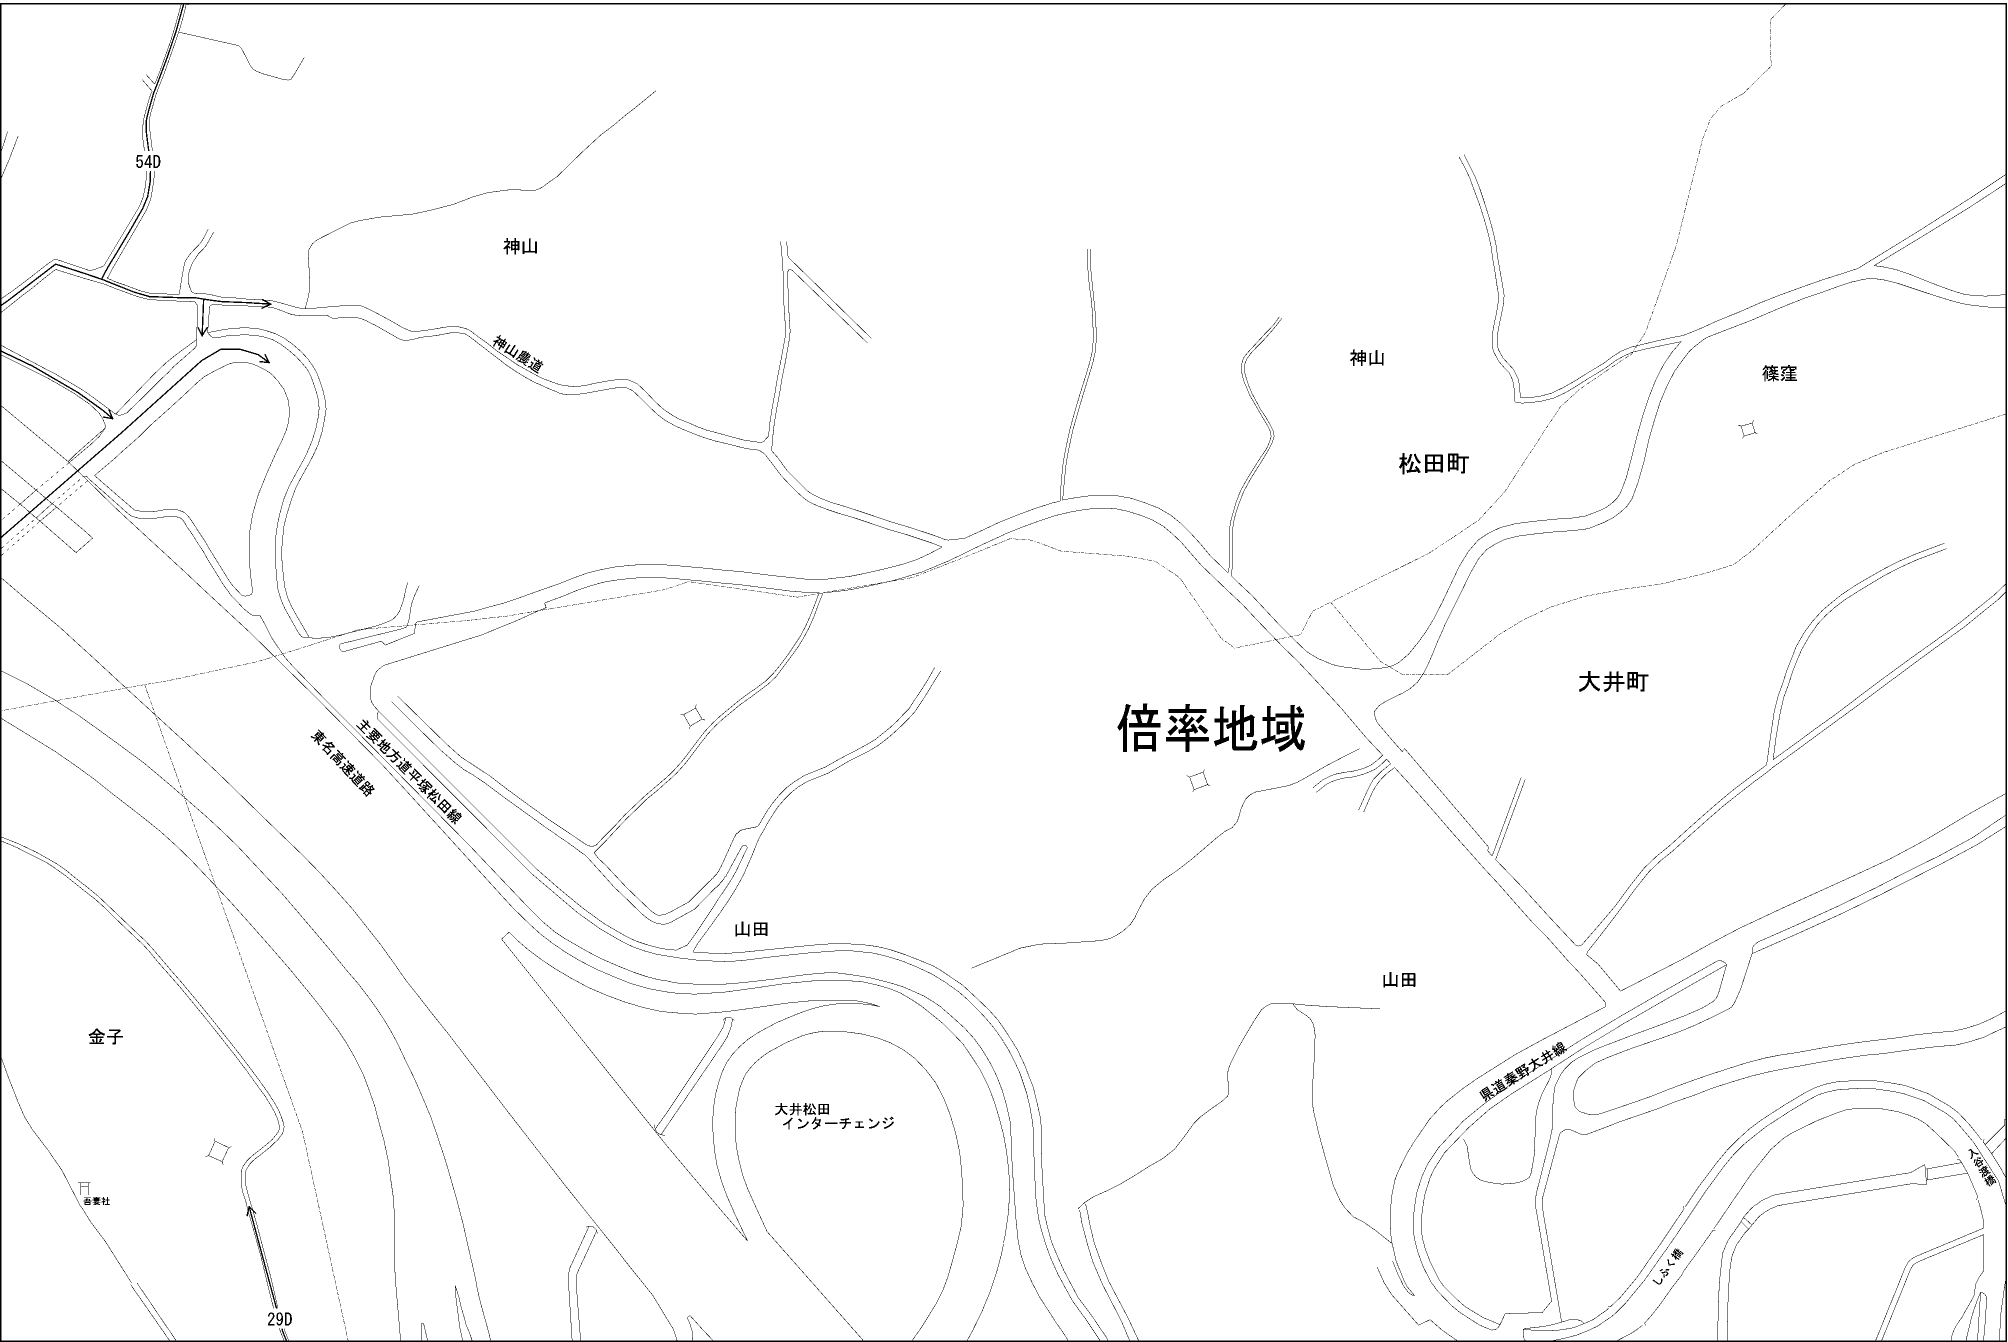 54D
神山
神山農道
神山
篠窪
松田町
大井町
倍率地域
主要地方道平塚松田線
東名高速道路
山田
山田
金子
県道秦野大井線
大井松田
インターチェンジ
吾妻社
しぶく橋
29D